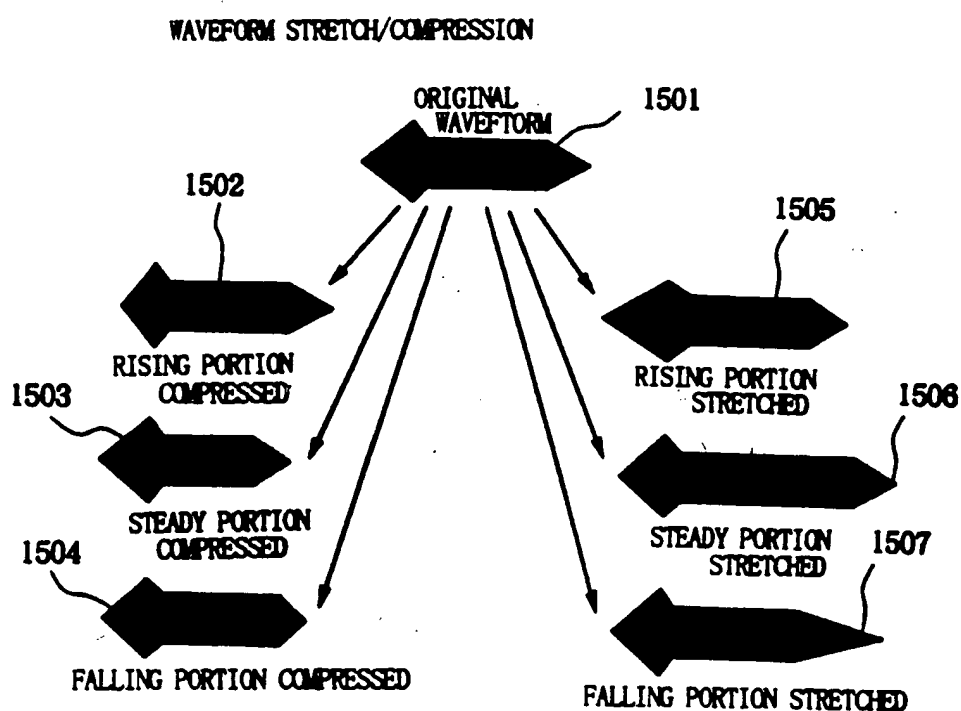 WAVEFORM STRETCH/COMPRESSION
ORIGINAL
WAVEFTORM
1501
1502
1505
RISING PORTION
COMPRESSED
RISING PORTION
STRETCHED
1503
1506
STEADY PORTION
COMPRESSED
STEADY PORTION
STRETCHED
1504
1507
FALLING PORTION COMPRESSED
FALLING PORTION STRETCHED